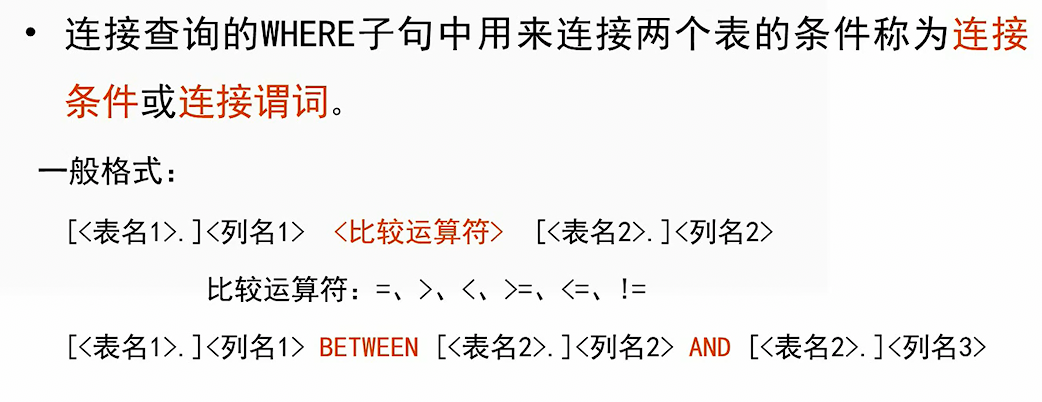 • 连接查询的WHERE子句中用来连接两个表的条件称为连接
条件或连接谓词。
一般格式：
[<表名1>.]<列名1> <比较运算符> [<表名2>.]<列名2>
比较运算符：=、>、<、>=、<=、!=
[<表名1>.]<列名1> BETWEEN [<表名2>.]<列名2> AND [<表名2>.]<列名3>